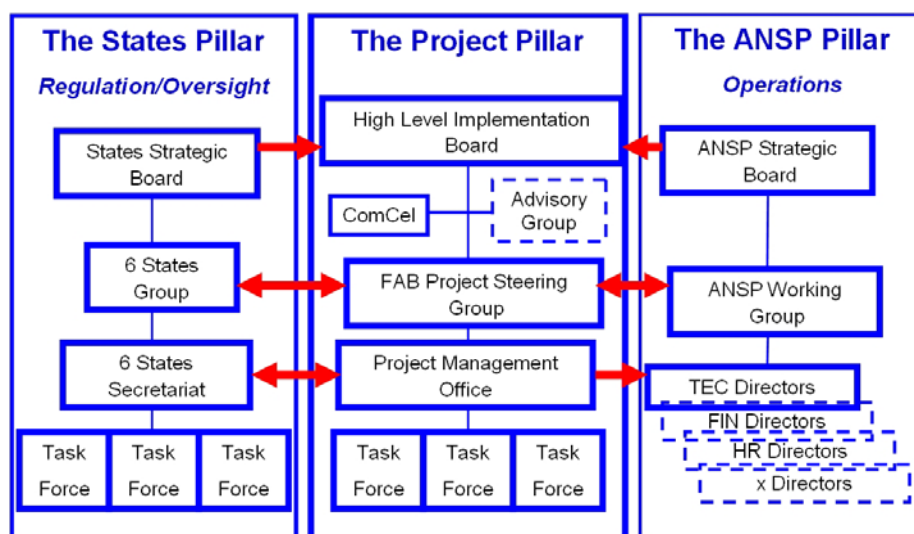 The States Pillar
Regulation/Oversight
States Strategic
Board
6 States
Group
6 States
Secretariat
Task
Force
Task
Force
Task
Force
The Project Pillar
High Level Implementation
Board
ComCel
Advisory
Group
FAB Project Steering
Group
Project Management
Office
Task
Force
Task
Force
Task
Force
The ANSP Pillar
Operations
ANSP Strategic
Board
ANSP Working
Group
TEC Directors
FIN Directors
HR Directors
x Directors